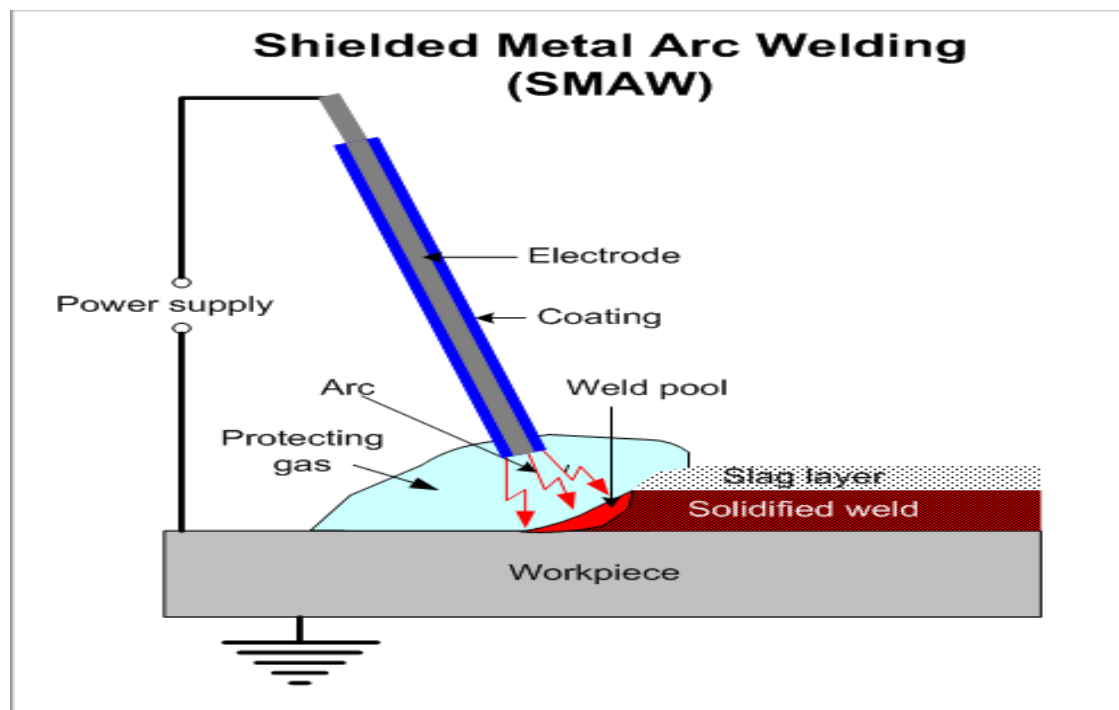 Shielded Metal Arc Welding
(SMAW)
Electrode
Power supply
Coating
Arc
Weld pool
Protecting
gas
Slag layer
Solidified weld
Workpiece